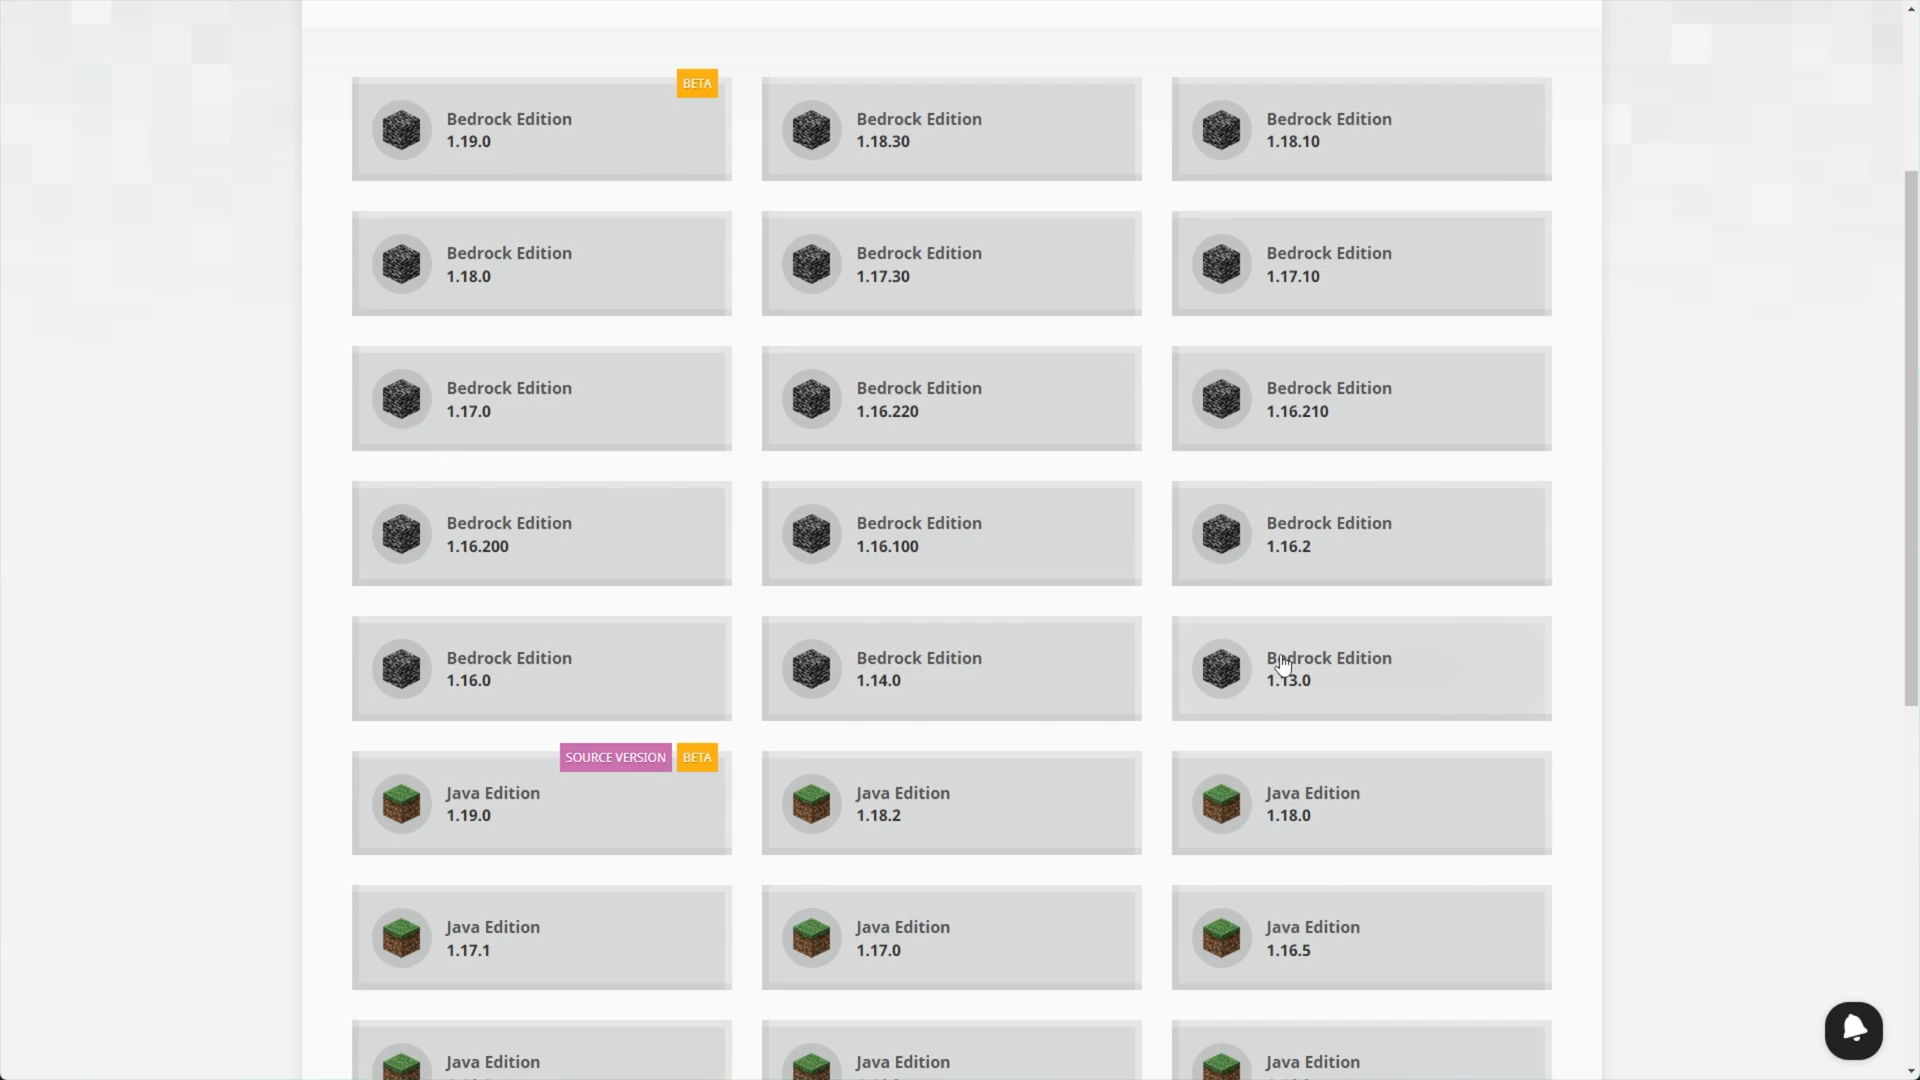 BETA
Bedrock Edition
1.19.0
Bedrock Edition
1.18.30
Bedrock Edition
1.18.10
Bedrock Edition
1.18.0
Bedrock Edition
1.17.30
Bedrock Edition
1.17.10
Bedrock Edition
1.17.0
Bedrock Edition
1.16.220
Bedrock Edition
1.16.210
Bedrock Edition
1.16.200
Bedrock Edition
1.16.100
Bedrock Edition
1.16.2
Bedrock Edition
1.16.0
Bedrock Edition
1.14.0
Bedrock Edition
1.13.0
SOURCE VERSION
BETA
Java Edition
1.19.0
Java Edition
1.18.2
Java Edition
1.18.0
Java Edition
1.17.1
Java Edition
1.17.0
Java Edition
1.16.5
Java Edition
Java Edition
Java Edition